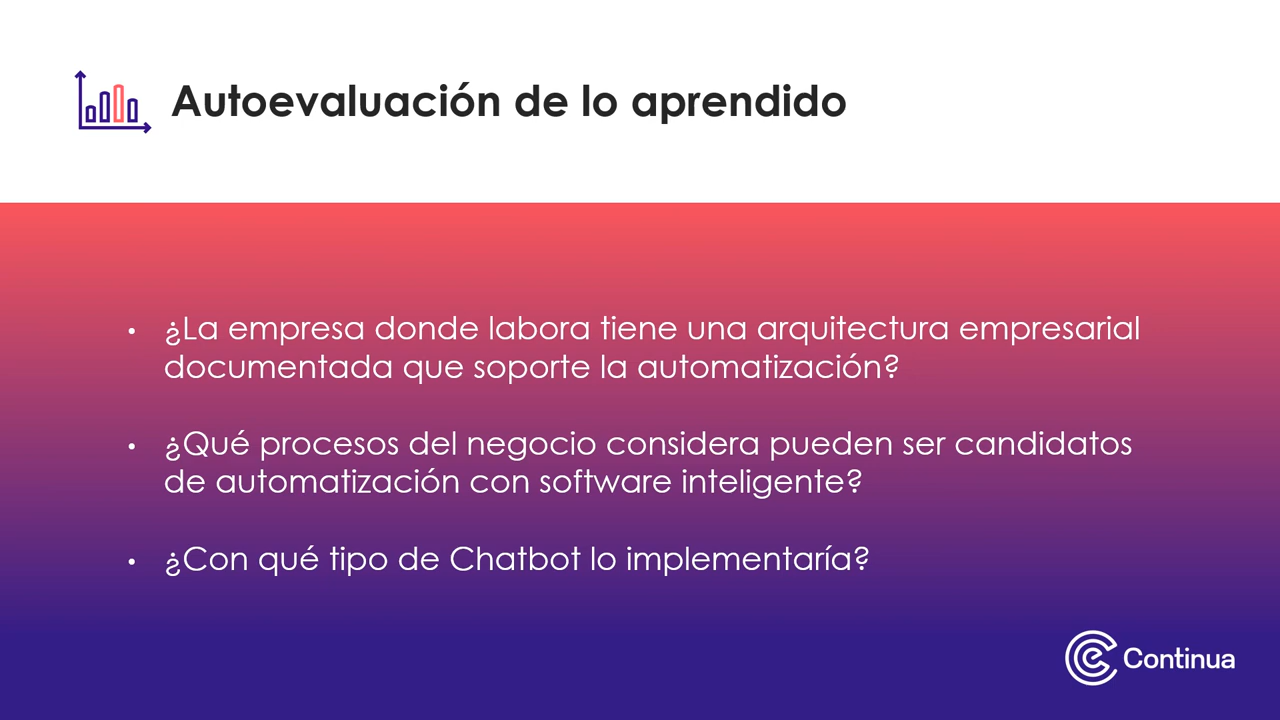 Autoevaluación de lo aprendido
• ¿La empresa donde labora tiene una arquitectura empresarial
documentada que soporte la automatización?
• ¿Qué procesos del negocio considera pueden ser candidatos
de automatización con software inteligente?
• ¿Con qué tipo de Chatbot lo implementaría?
Continua